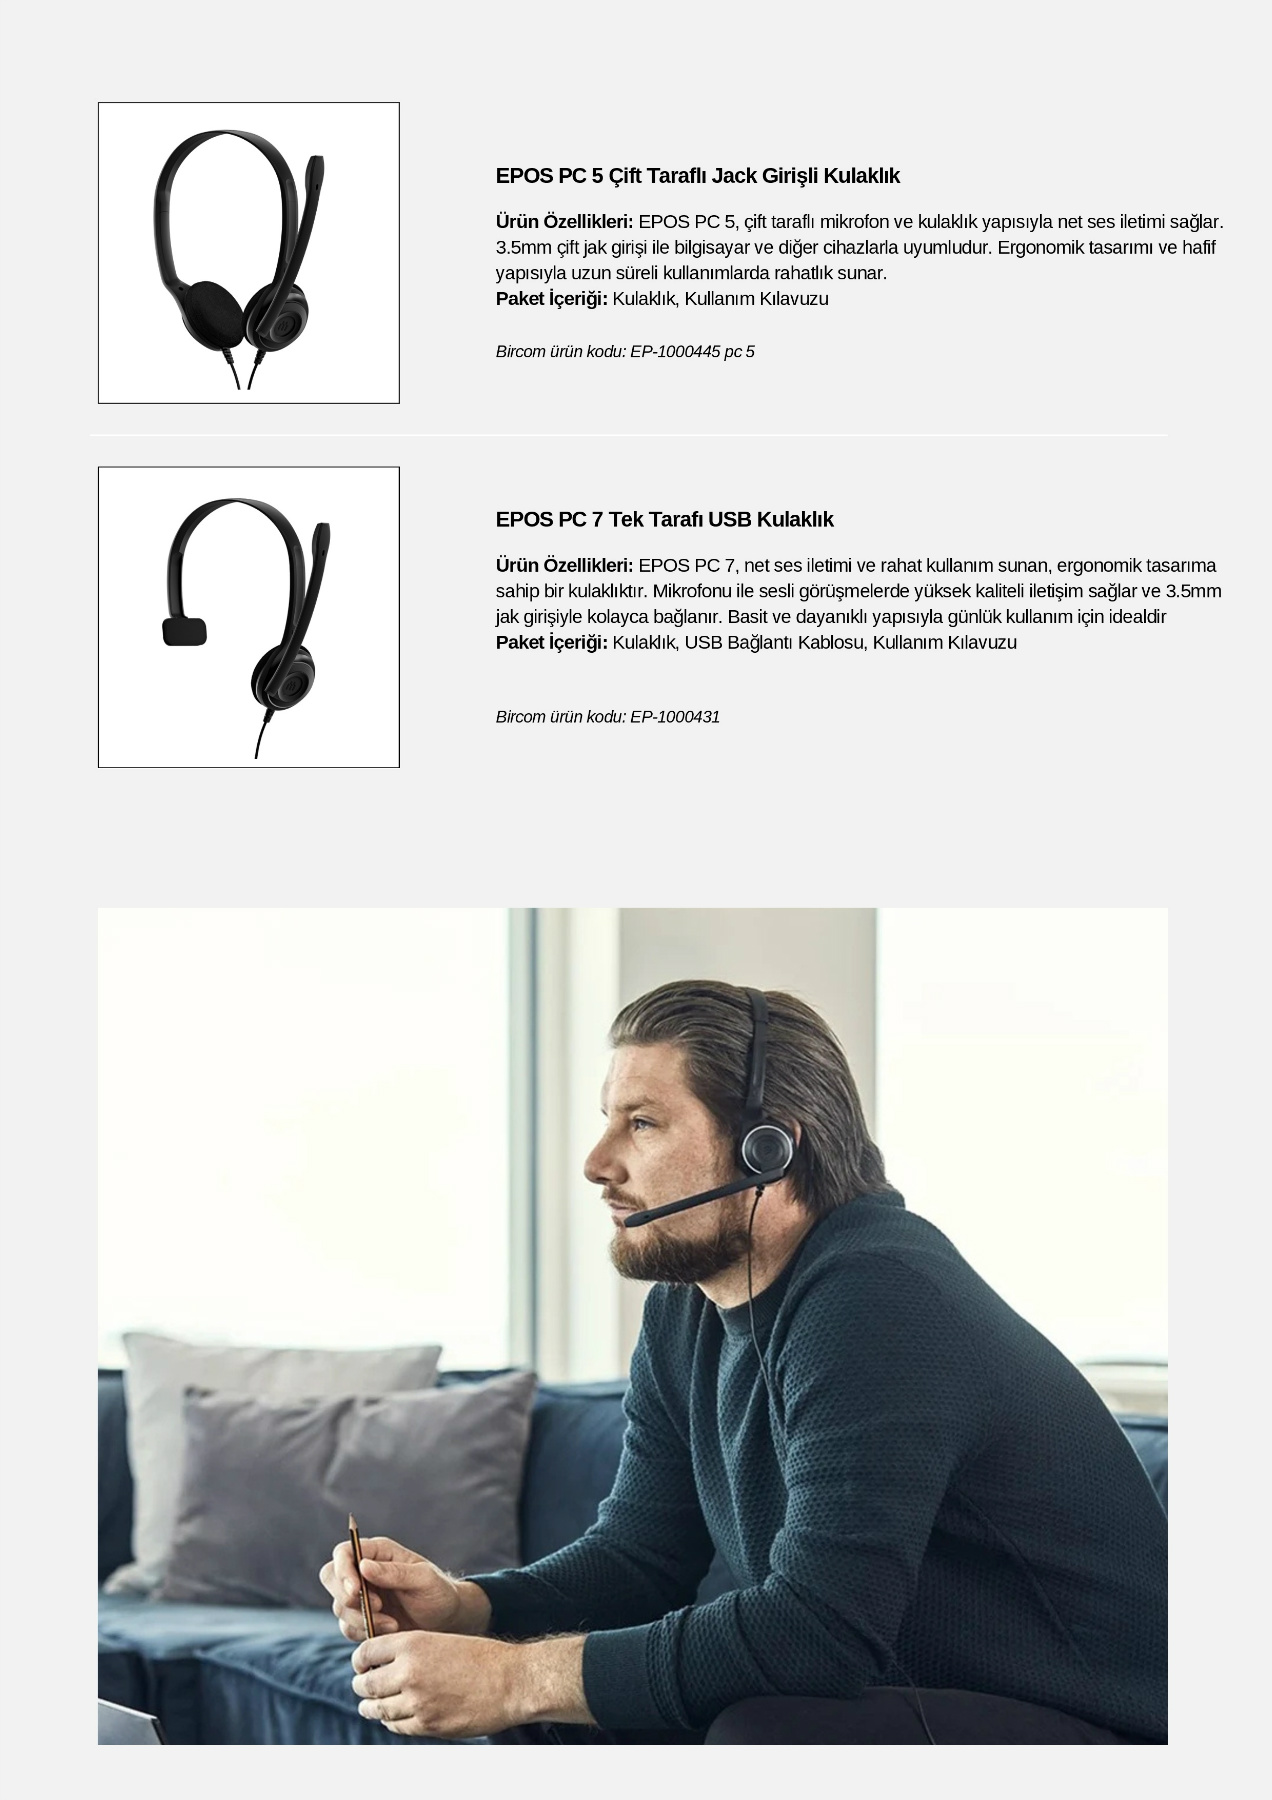 EPOS PC 5 Çift Taraflı Jack Girişli Kulaklık
Ürün Özellikleri: EPOS PC 5, çift taraflı mikrofon ve kulaklık yapısıyla net ses iletimi sağlar.
3.5mm çift jak girişi ile bilgisayar ve diğer cihazlarla uyumludur. Ergonomik tasarımı ve hafif
yapısıyla uzun süreli kullanımlarda rahatlık sunar.
Paket İçeriği: Kulaklık, Kullanım Kılavuzu
Bircom ürün kodu: EP-1000445 pc 5
EPOS PC 7 Tek Tarafı USB Kulaklık
Ürün Özellikleri: EPOS PC 7, net ses iletimi ve rahat kullanım sunan, ergonomik tasarıma
sahip bir kulaklıktır. Mikrofonu ile sesli görüşmelerde yüksek kaliteli iletişim sağlar ve 3.5mm
jak girişiyle kolayca bağlanır. Basit ve dayanıklı yapısıyla günlük kullanım için idealdir
Paket İçeriği: Kulaklık, USB Bağlantı Kablosu, Kullanım Kılavuzu
Bircom ürün kodu: EP-1000431